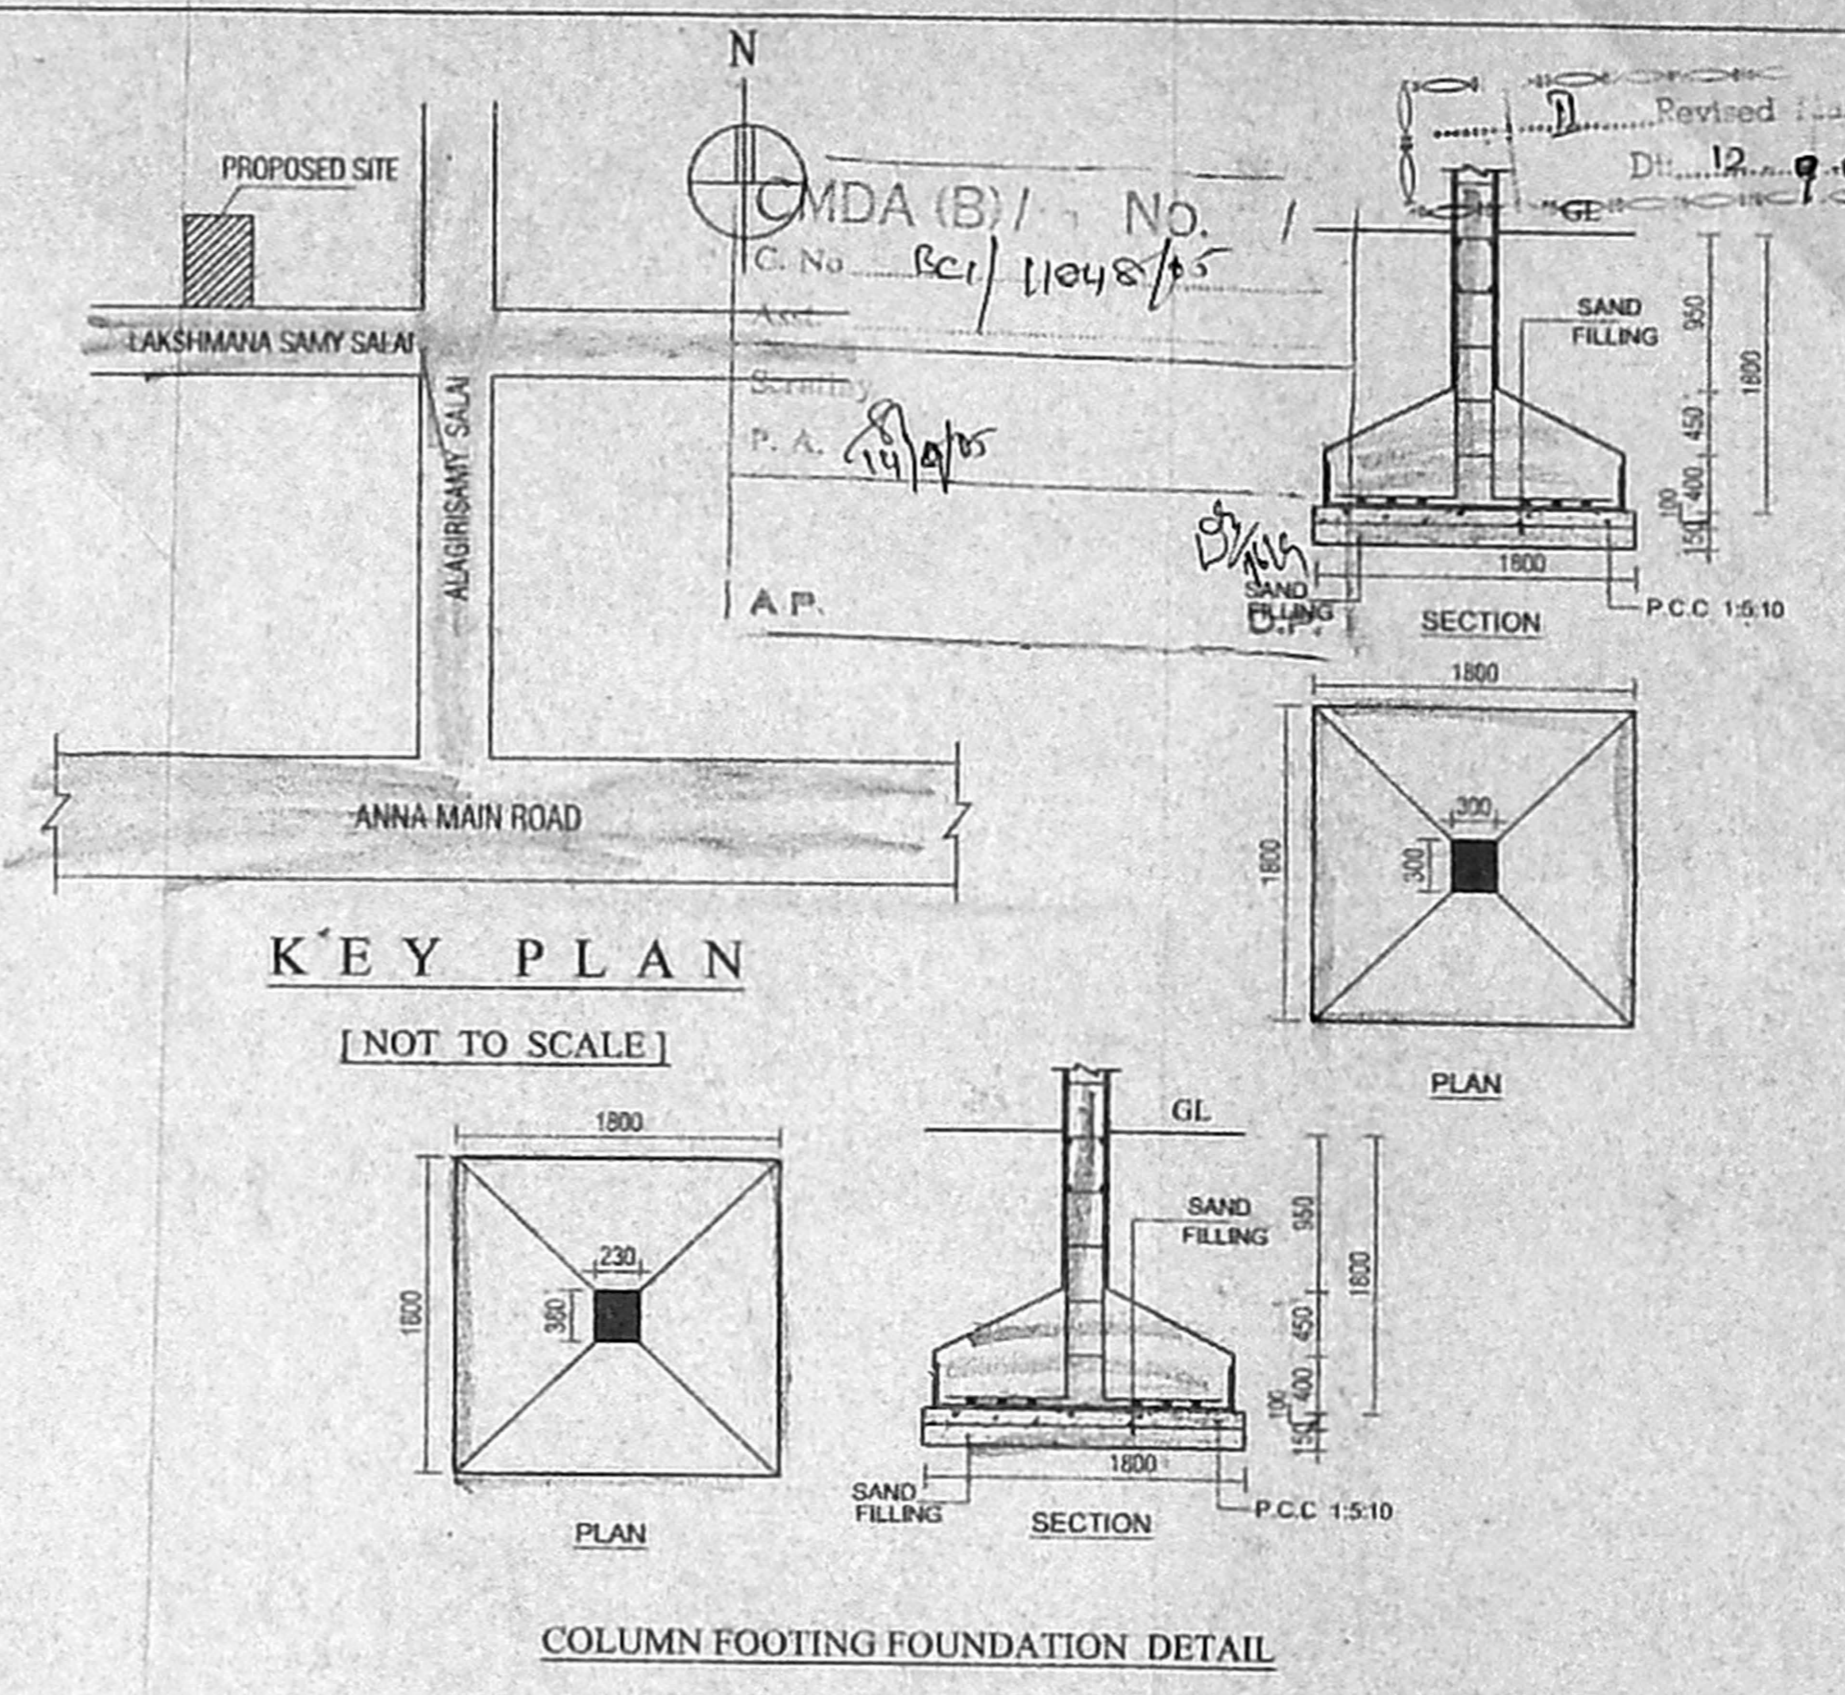 N
PROPOSED SITE
LAKSHMANA SAMY SALAI
ALAGIRISAMY SALAI
ANNA MAIN ROAD
KEY PLAN
[NOT TO SCALE]
CMDA (B) / No. /
C. No BC1/11048/05
Asst.
Scrutiny
P. A. 14/9/05
A.P.
D.P.
Revised
Dt: 12 9
GL
SAND
FILLING
950
1800
450
400
100
150
1800
SAND
FILLING
P.C.C 1:5:10
SECTION
1800
1800
300
300
PLAN
1800
1800
230
380
PLAN
GL
SAND
FILLING
950
1800
450
400
100
150
1800
SAND
FILLING
P.C.C 1:5:10
SECTION
COLUMN FOOTING FOUNDATION DETAIL